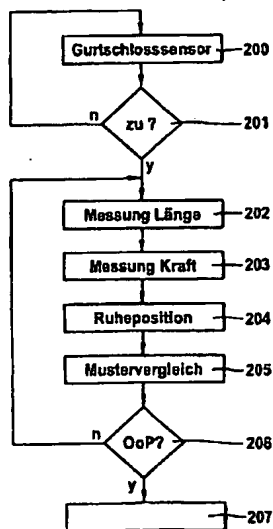 Gurtschlosssensor 200
n zu ? 201
y
Messung Länge 202
Messung Kraft 203
Ruheposition 204
Mustervergleich 205
n OoP? 206
y
207